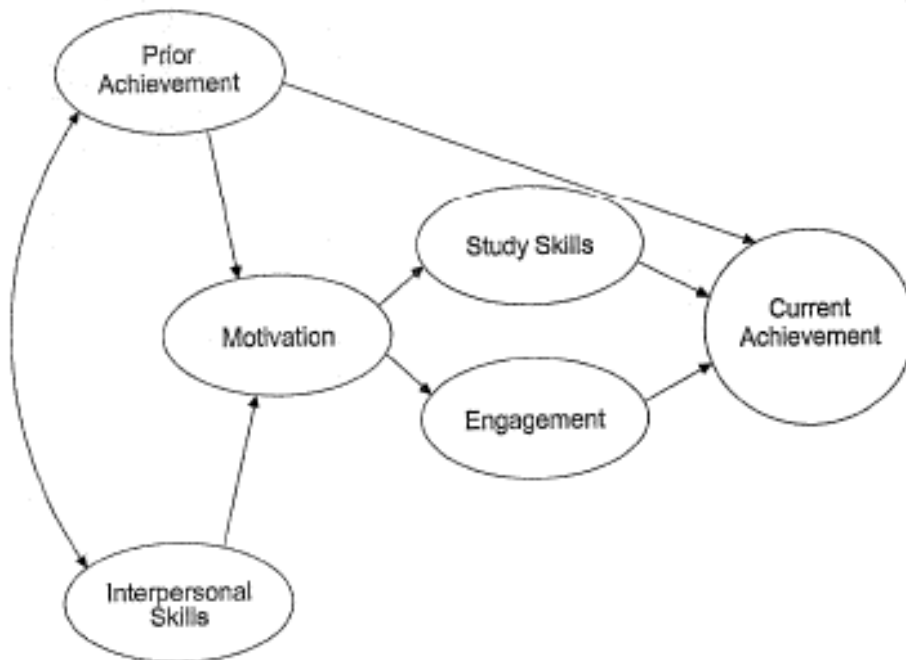 Prior
Achievement
Study Skills
Motivation
Current
Achievement
Engagement
Interpersonal
Skills